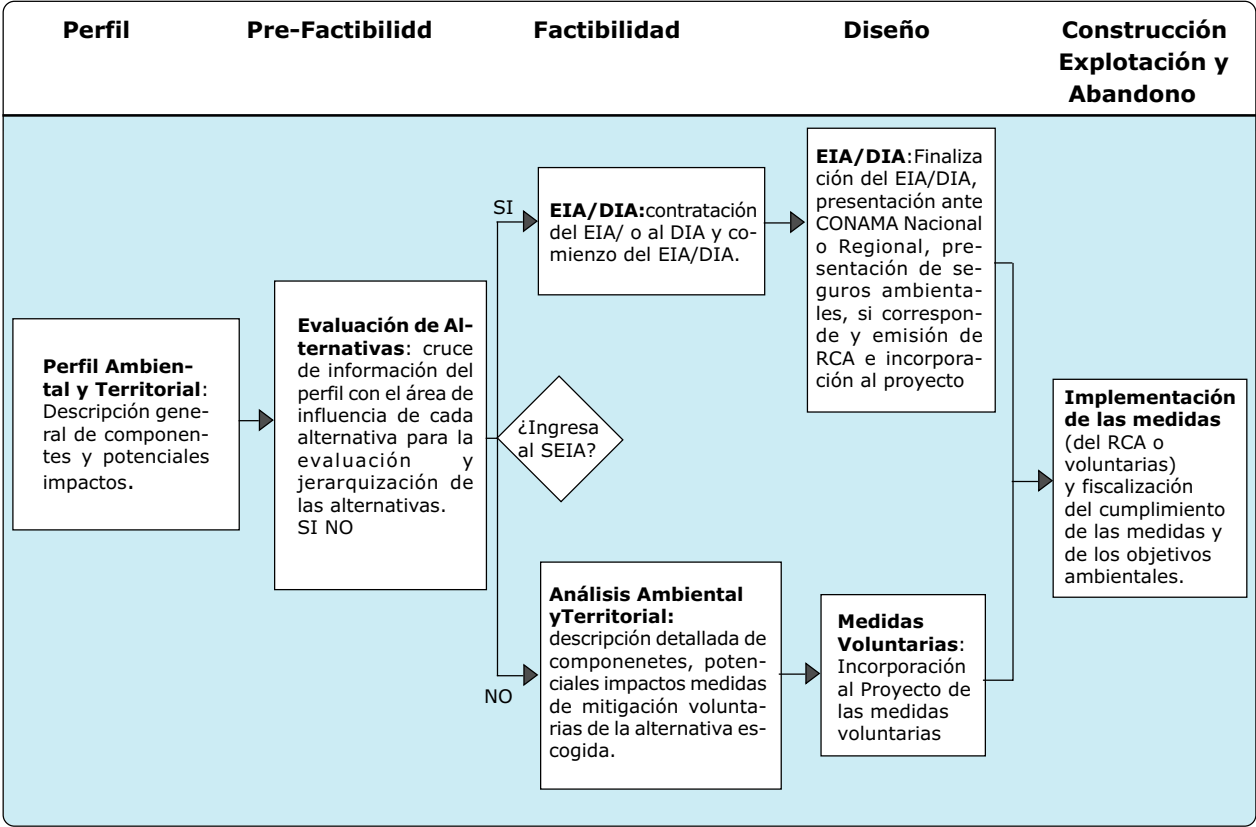 Perfil
Pre-Factibilidd
Factibilidad
Diseño
Construcción
Explotación y
Abandono
Perfil Ambien-
tal y Territorial:
Descripción gene-
ral de componen-
tes y potenciales
impactos.
Evaluación de Al-
ternativas: cruce
de información del
perfil con el área de
influencia de cada
alternativa para la
evaluación y
jerarquización de
las alternativas.
SI NO
¿Ingresa
al SEIA?
SI
EIA/DIA:contratación
del EIA/ o al DIA y co-
mienzo del EIA/DIA.
EIA/DIA:Finaliza
ción del EIA/DIA,
presentación ante
CONAMA Nacional
o Regional, pre-
sentación de se-
guros ambienta-
les, si correspon-
de y emisión de
RCA e incorpora-
ción al proyecto
NO
Análisis Ambiental
yTerritorial:
descripción detallada de
componenetes, poten-
ciales impactos medidas
de mitigación volunta-
rias de la alternativa es-
cogida.
Medidas
Voluntarias:
Incorporación
al Proyecto de
las medidas
voluntarias
Implementación
de las medidas
(del RCA o
voluntarias)
y fiscalización
del cumplimiento
de las medidas y
de los objetivos
ambientales.